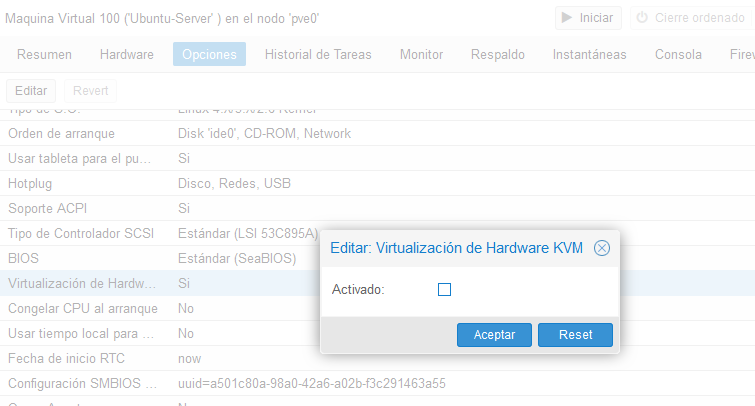 Maquina Virtual 100 ('Ubuntu-Server' ) en el nodo 'pve0' Iniciar Cierre ordenado
Resumen Hardware Opciones Historial de Tareas Monitor Respaldo Instantáneas Consola Firew
Editar Revert
Tipo de S.O. Linux 4.X/3.X/2.6 Kernel
Orden de arranque Disk 'ide0', CD-ROM, Network
Usar tableta para el pu... Si
Hotplug Disco, Redes, USB
Soporte ACPI Si
Tipo de Controlador SCSI Estándar (LSI 53C895A)
BIOS Estándar (SeaBIOS)
Virtualización de Hardw... Si
Congelar CPU al arranque No
Usar tiempo local para ... No
Fecha de inicio RTC now
Configuración SMBIOS ... uuid=a501c80a-98a0-42a6-a02b-f3c291463a55
Editar: Virtualización de Hardware KVM
Activado:
Aceptar Reset